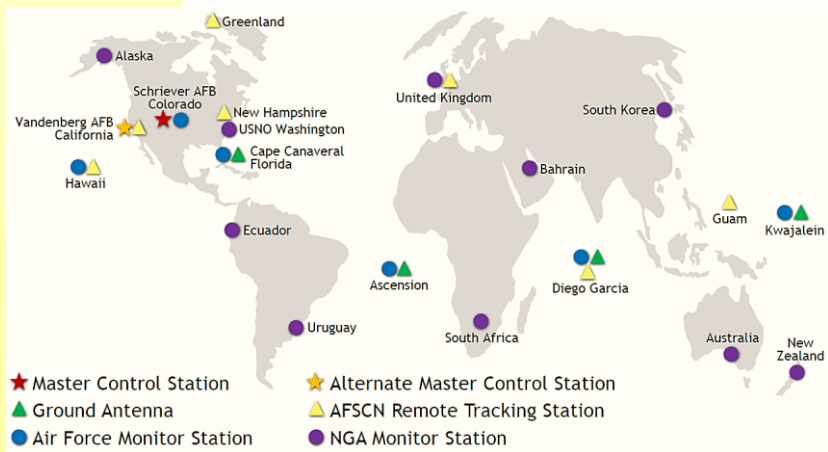 Greenland
Alaska
Schriever AFB
Colorado
New Hampshire
USNO Washington
Vandenberg AFB
California
Cape Canaveral
Florida
Hawaii
United Kingdom
South Korea
Bahrain
Guam
Kwajalein
Ecuador
Ascension
Diego Garcia
Uruguay
South Africa
Australia
New
Zealand
Master Control Station
Alternate Master Control Station
Ground Antenna
AFSCN Remote Tracking Station
Air Force Monitor Station
NGA Monitor Station